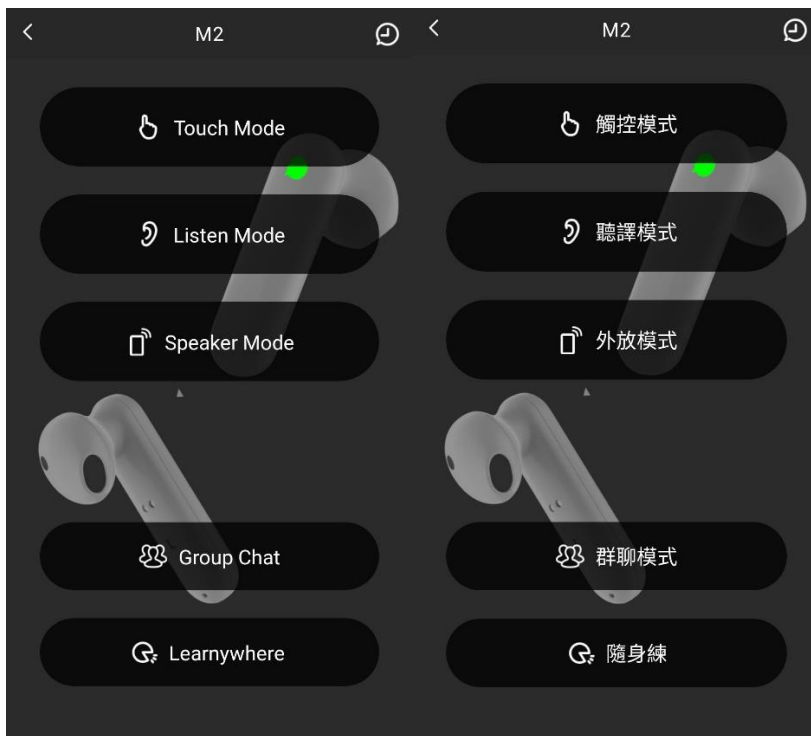 M2
Touch Mode
Listen Mode
Speaker Mode
Group Chat
Learnywhere
M2
觸控模式
聽譯模式
外放模式
群聊模式
隨身練